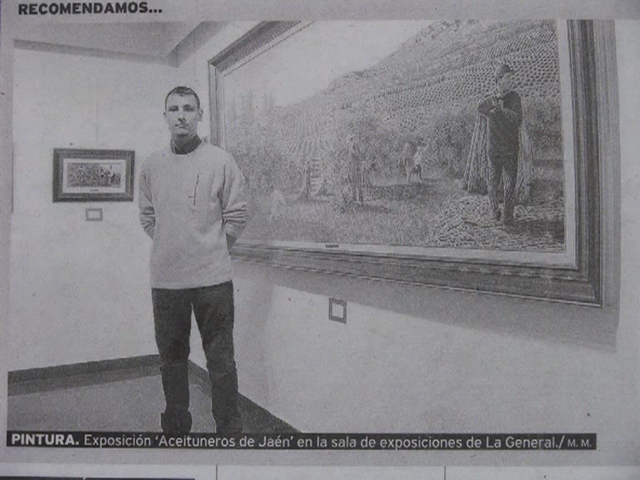 RECOMENDAMOS...
PINTURA. Exposición 'Aceituneros de Jaén' en la sala de exposiciones de La General./ M. M.